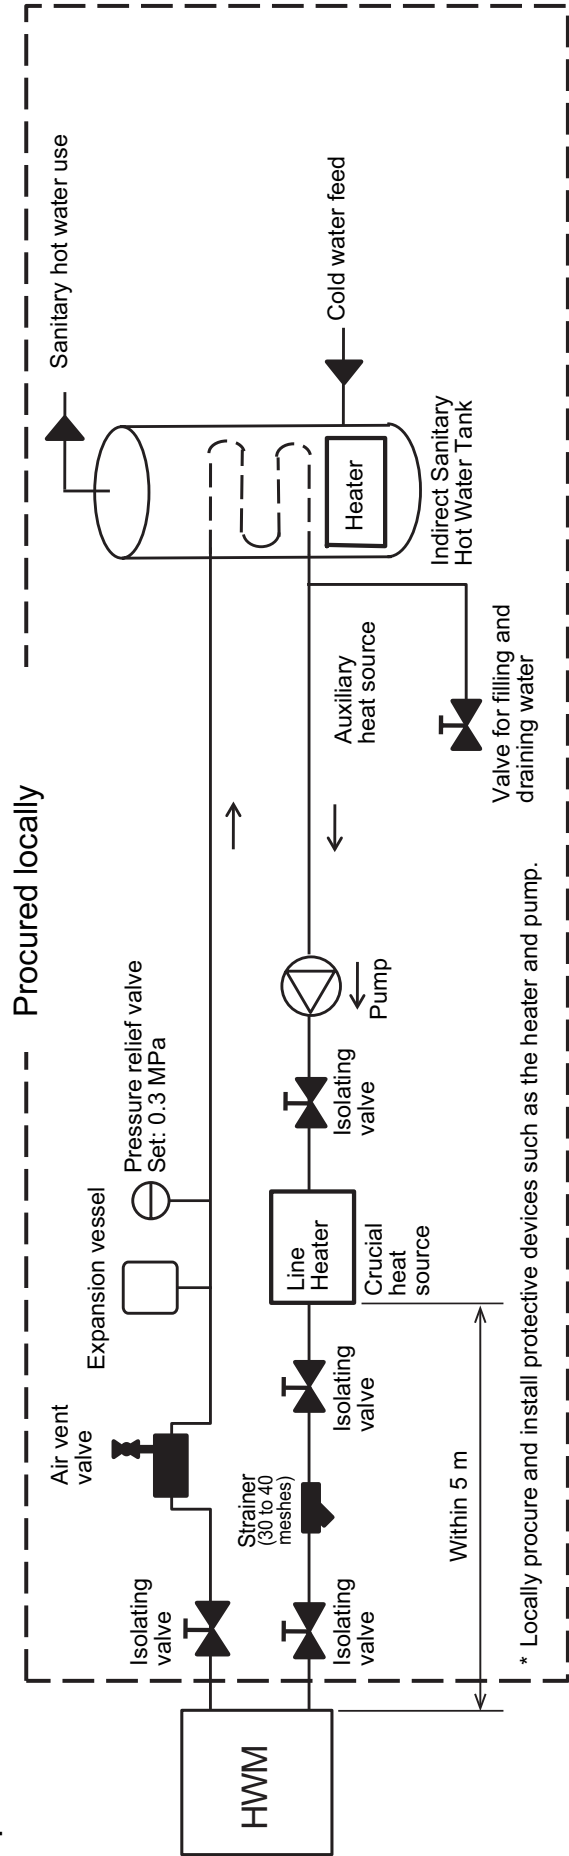 Procured locally
Sanitary hot water use
Cold water feed
Heater
Indirect Sanitary
Hot Water Tank
Air vent
valve
Expansion vessel
Pressure relief valve
Set: 0.3 MPa
Isolating
valve
HWM
Strainer
(30 to 40
meshes)
Isolating
valve
Isolating
valve
Line
Heater
Crucial
heat
source
Isolating
valve
Pump
Auxiliary
heat source
Valve for filling and
draining water
Within 5 m
* Locally procure and install protective devices such as the heater and pump.